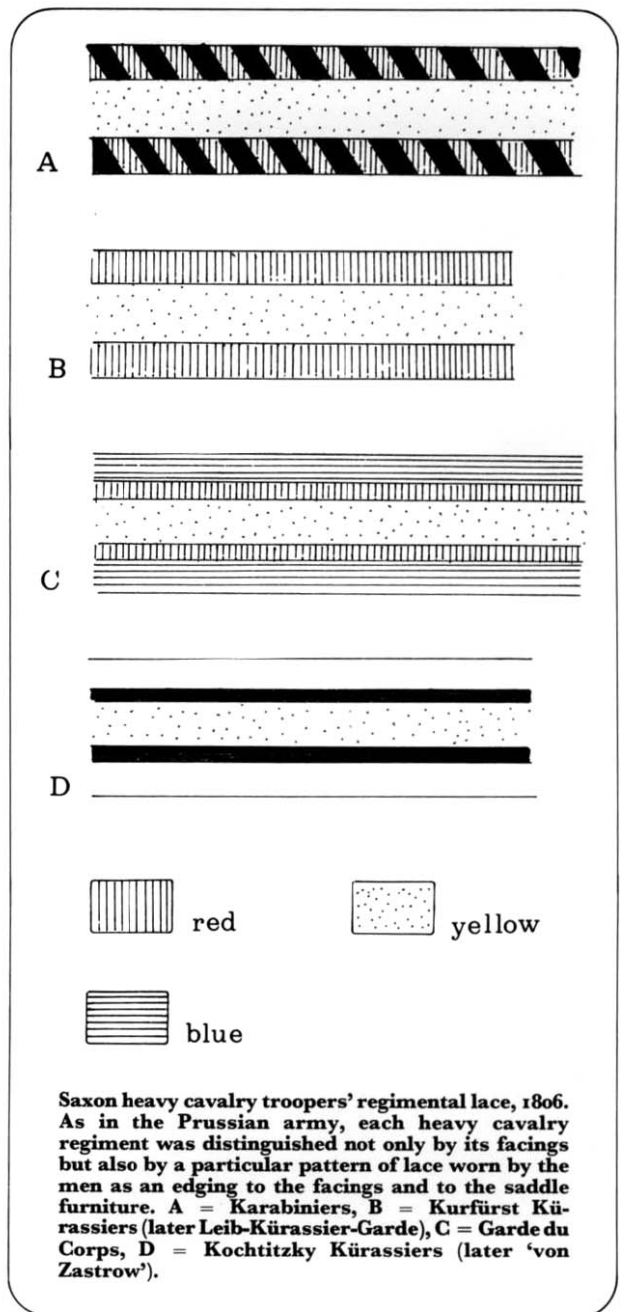 A
B
C
D
red
yellow
blue
Saxon heavy cavalry troopers' regimental lace, 1806.
As in the Prussian army, each heavy cavalry
regiment was distinguished not only by its facings
but also by a particular pattern of lace worn by the
men as an edging to the facings and to the saddle
furniture. A = Karabiniers, B = Kurfürst Kü-
rassiers (later Leib-Kürassier-Garde), C = Garde du
Corps, D = Kochtitzky Kürassiers (later 'von
Zastrow').